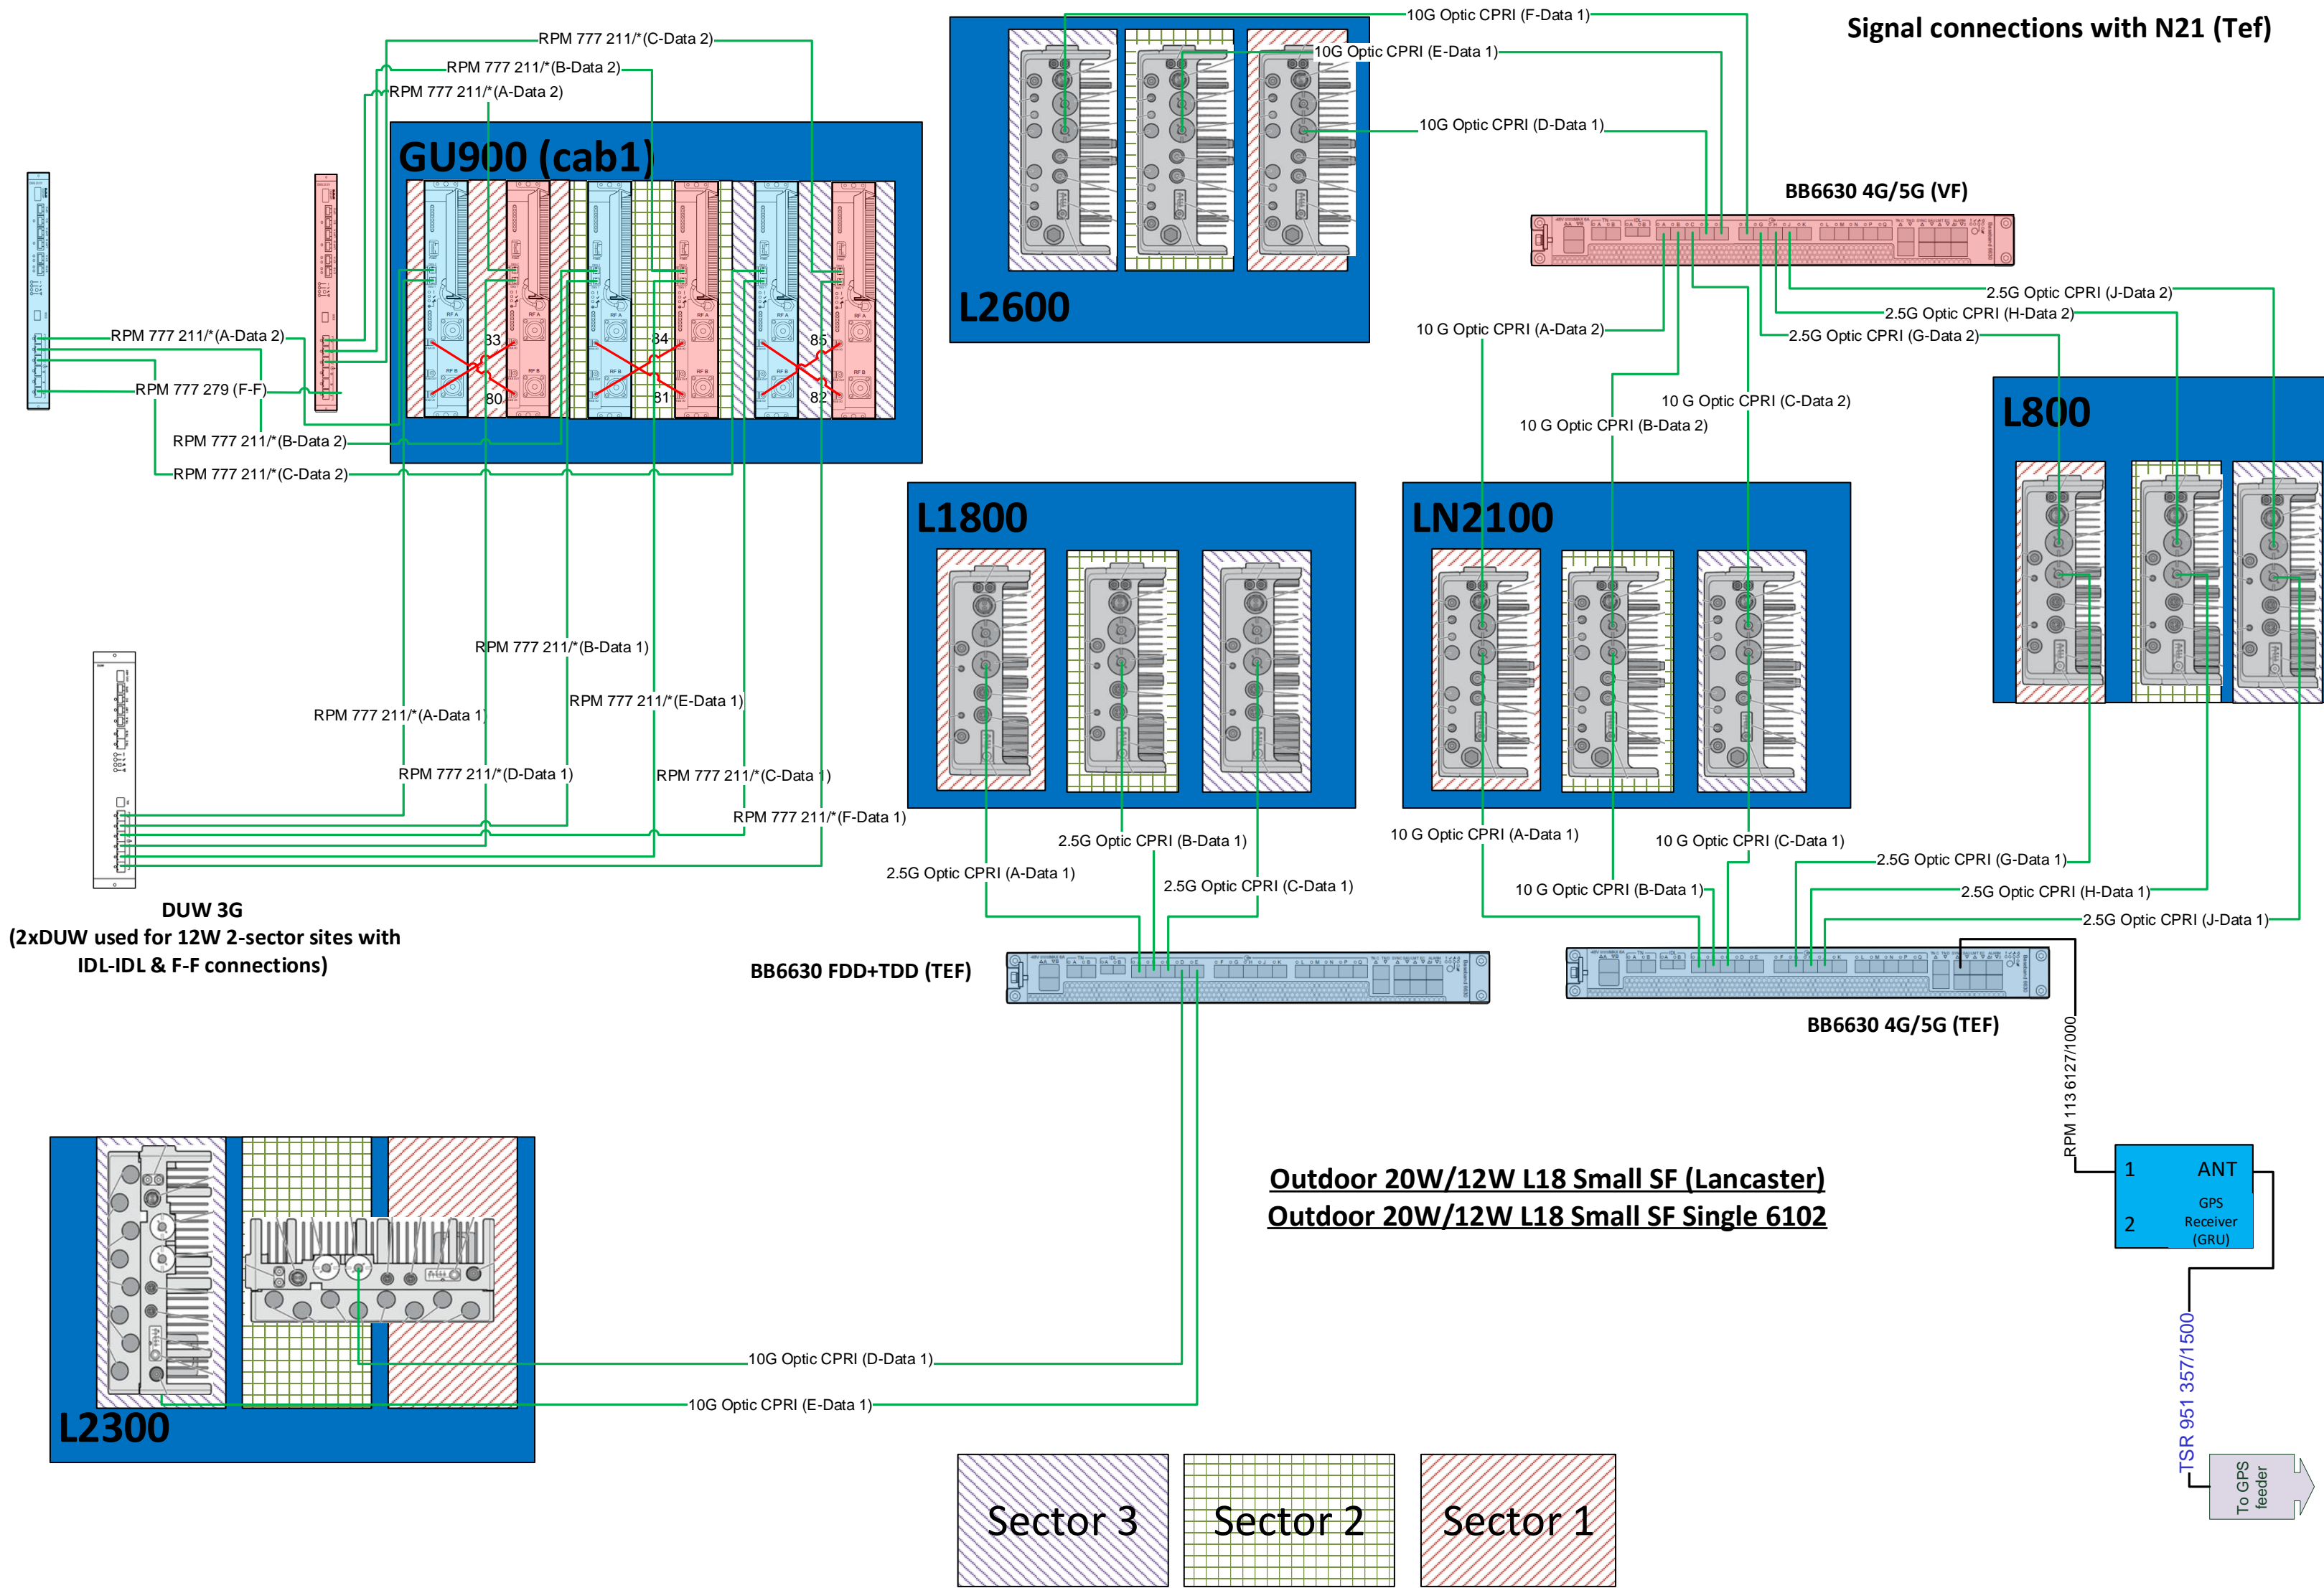 Signal connections with N21 (Tef)
RPM 777 211/*(C-Data 2)
RPM 777 211/*(B-Data 2)
RPM 777 211/*(A-Data 2)
GU900 (cab1)
RF A
RF A
RF A
RF B
RF B
RF B
RF B
RF B
83
84
85
80
81
82
RPM 777 211/*(A-Data 2)
RPM 777 279 (F-F)
RPM 777 211/*(B-Data 2)
RPM 777 211/*(C-Data 2)
10G Optic CPRI (F-Data 1)
10G Optic CPRI (E-Data 1)
10G Optic CPRI (D-Data 1)
L2600
BB6630 4G/5G (VF)
2.5G Optic CPRI (J-Data 2)
2.5G Optic CPRI (H-Data 2)
2.5G Optic CPRI (G-Data 2)
10 G Optic CPRI (A-Data 2)
10 G Optic CPRI (C-Data 2)
10 G Optic CPRI (B-Data 2)
L800
L1800
LN2100
RPM 777 211/*(B-Data 1)
RPM 777 211/*(E-Data 1)
RPM 777 211/*(A-Data 1)
RPM 777 211/*(D-Data 1)
RPM 777 211/*(C-Data 1)
RPM 777 211/*(F-Data 1)
DUW 3G
(2xDUW used for 12W 2-sector sites with
IDL-IDL & F-F connections)
2.5G Optic CPRI (B-Data 1)
2.5G Optic CPRI (A-Data 1)
2.5G Optic CPRI (C-Data 1)
10 G Optic CPRI (A-Data 1)
10 G Optic CPRI (C-Data 1)
10 G Optic CPRI (B-Data 1)
2.5G Optic CPRI (G-Data 1)
2.5G Optic CPRI (H-Data 1)
2.5G Optic CPRI (J-Data 1)
BB6630 FDD+TDD (TEF)
BB6630 4G/5G (TEF)
RPM 113 6127/1000
1
ANT
2
GPS
Receiver
(GRU)
TSR 951 357/1500
To GPS
feeder
Outdoor 20W/12W L18 Small SF (Lancaster)
Outdoor 20W/12W L18 Small SF Single 6102
10G Optic CPRI (D-Data 1)
10G Optic CPRI (E-Data 1)
L2300
Sector 3
Sector 2
Sector 1